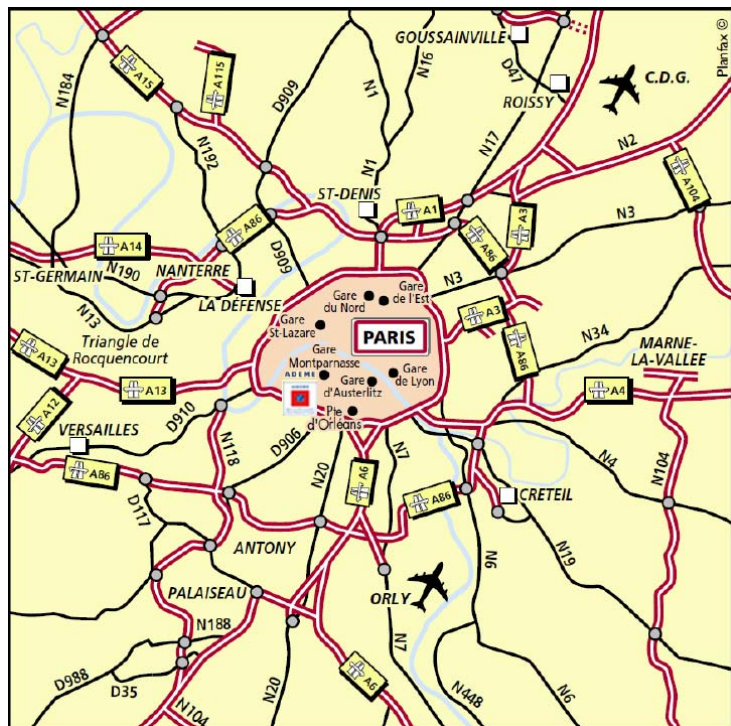 GOUSSAINVILLE
Planfax ©
N184
A15
A115
D909
N1
N16
D47
ROISSY
C.D.G.
N192
N1
N17
N2
ST-DENIS
A104
A86
A1
A3
N3
A14
A86
ST-GERMAIN
N190
NANTERRE
D909
LA DÉFENSE
N13
N3
Gare
du Nord
Gare
de l'Est
A3
Gare
St-Lazare
PARIS
N34
Triangle de
Rocquencourt
A86
MARNE-
LA-VALLEE
A13
A13
Gare
Montparnasse
ADEME
Gare
de Lyon
Gare
d'Austerlitz
A4
A12
D910
Pte
d'Orléans
VERSAILLES
N118
D906
N20
A6
N7
N4
N104
A86
A86
CRETEIL
D117
ANTONY
N6
N19
PALAISEAU
ORLY
N188
N7
D988
D35
N20
A6
N448
N6
N104